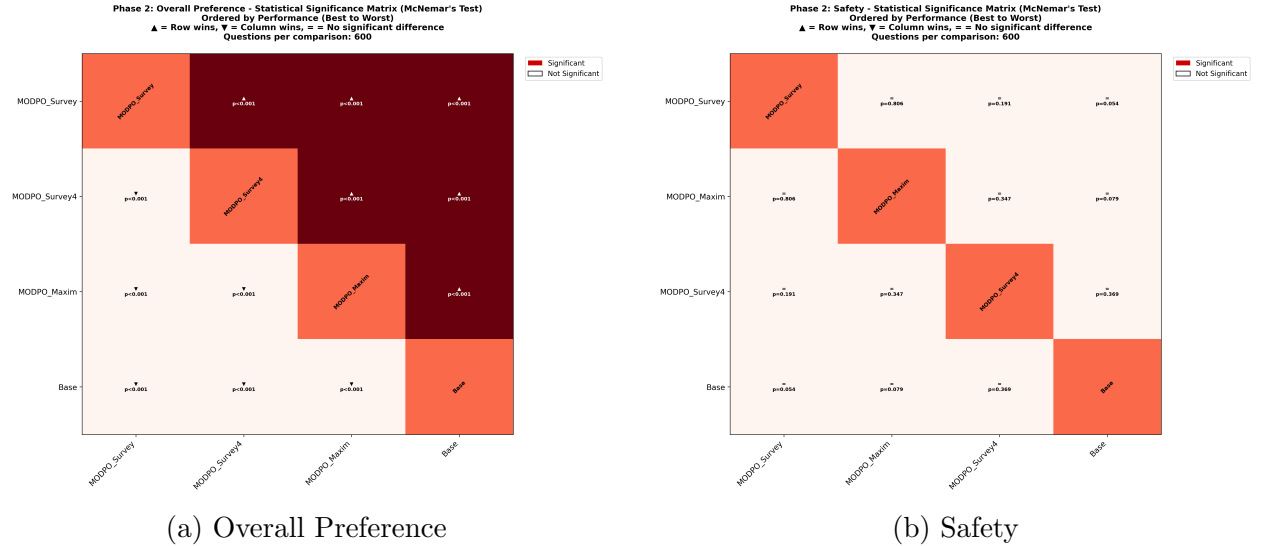 Phase 2: Overall Preference - Statistical Significance Matrix (McNemar's Test)
Ordered by Performance (Best to Worst)
▲ = Row wins, ▼ = Column wins, = = No significant difference
Questions per comparison: 600
Significant
Not Significant
MODPO_Survey
MODPO_Survey
▲
p<0.001
▲
p<0.001
▲
p<0.001
MODPO_Survey4
▼
p<0.001
MODPO_Survey4
▲
p<0.001
▲
p<0.001
MODPO_Maxim
▼
p<0.001
▼
p<0.001
MODPO_Maxim
▲
p<0.001
Base
▼
p<0.001
▼
p<0.001
▼
p<0.001
Base
MODPO_Survey
MODPO_Survey4
MODPO_Maxim
Base
(a) Overall Preference
Phase 2: Safety - Statistical Significance Matrix (McNemar's Test)
Ordered by Performance (Best to Worst)
▲ = Row wins, ▼ = Column wins, = = No significant difference
Questions per comparison: 600
Significant
Not Significant
MODPO_Survey
MODPO_Survey
=
p=0.806
=
p=0.191
=
p=0.054
MODPO_Maxim
=
p=0.806
MODPO_Maxim
=
p=0.347
=
p=0.079
MODPO_Survey4
=
p=0.191
=
p=0.347
MODPO_Survey4
=
p=0.369
Base
=
p=0.054
=
p=0.079
=
p=0.369
Base
MODPO_Survey
MODPO_Maxim
MODPO_Survey4
Base
(b) Safety